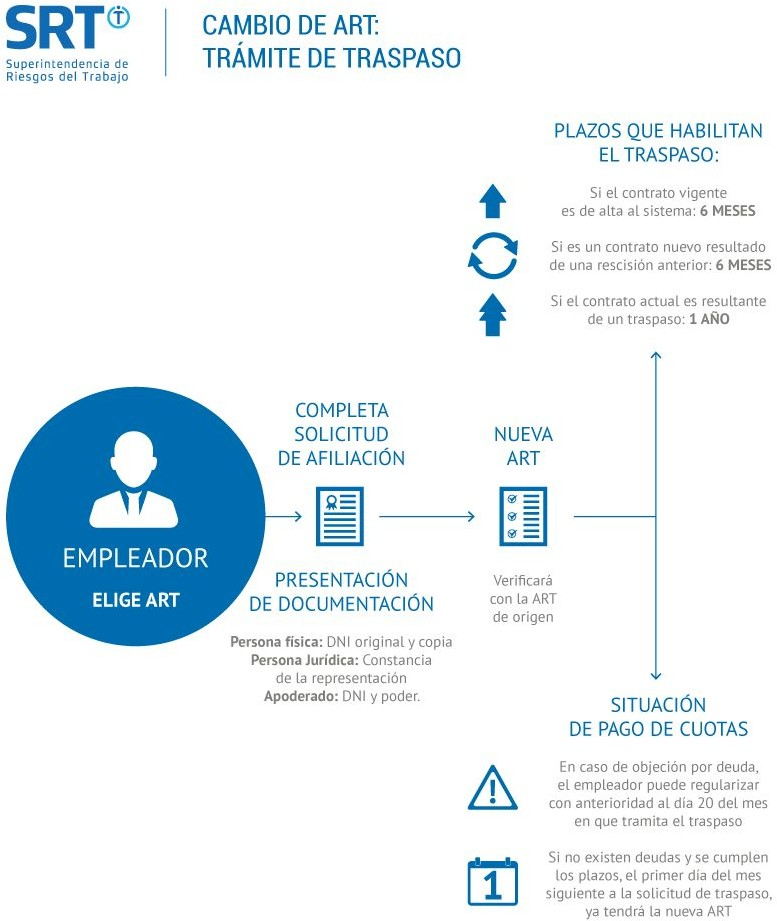 SRT
Superintendencia de
Riesgos del Trabajo
CAMBIO DE ART:
TRÁMITE DE TRASPASO
PLAZOS QUE HABILITAN
EL TRASPASO:
Si el contrato vigente
es de alta al sistema: 6 MESES
Si es un contrato nuevo resultado
de una rescisión anterior: 6 MESES
Si el contrato actual es resultante
de un traspaso: 1 AÑO
EMPLEADOR
ELIGE ART
COMPLETA
SOLICITUD
DE AFILIACIÓN
PRESENTACIÓN
DE DOCUMENTACIÓN
Persona física: DNI original y copia
Persona Jurídica: Constancia
de la representación
Apoderado: DNI y poder.
NUEVA
ART
Verificará
con la ART
de origen
SITUACIÓN
DE PAGO DE CUOTAS
En caso de objeción por deuda,
el empleador puede regularizar
con anterioridad al día 20 del mes
en que tramita el traspaso
1
Si no existen deudas y se cumplen
los plazos, el primer día del mes
siguiente a la solicitud de traspaso,
ya tendrá la nueva ART